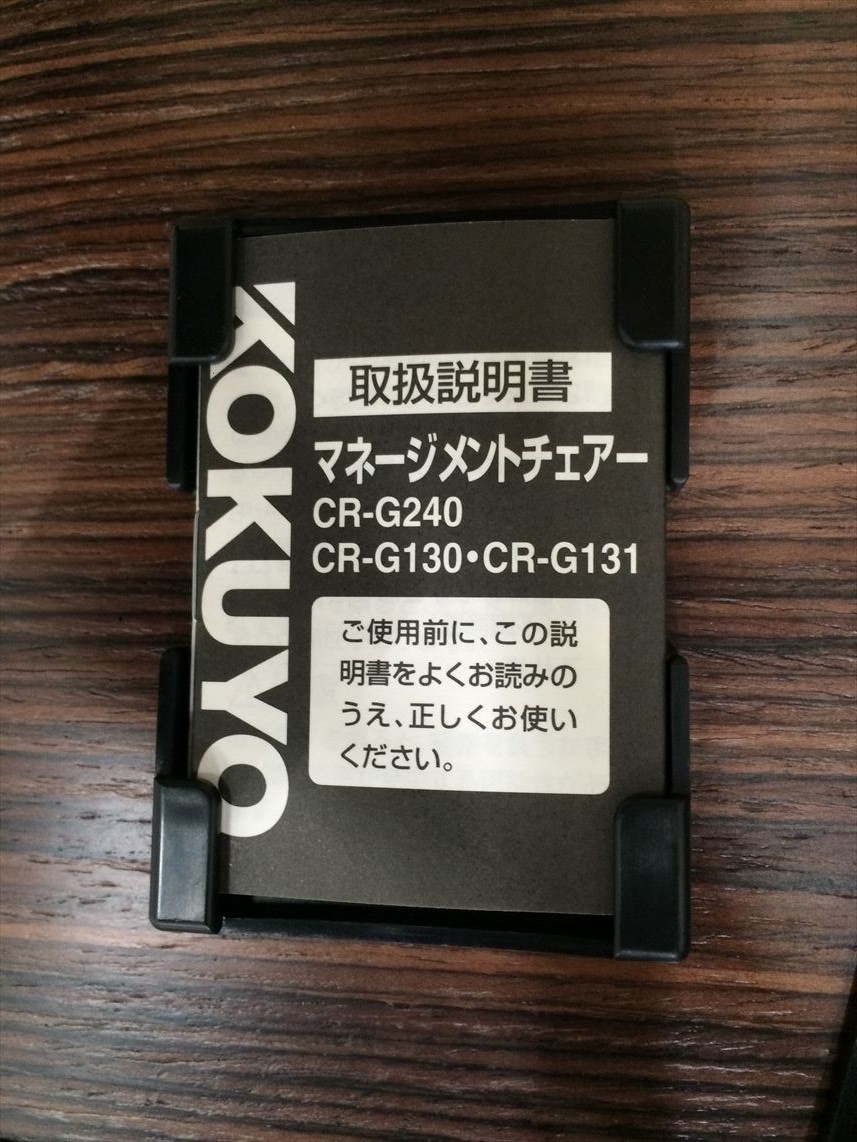 KOKUYO
取扱説明書
マネージメントチェアー
CR-G240
CR-G130・CR-G131
ご使用前に、この説
明書をよくお読みの
うえ、正しくお使い
ください。